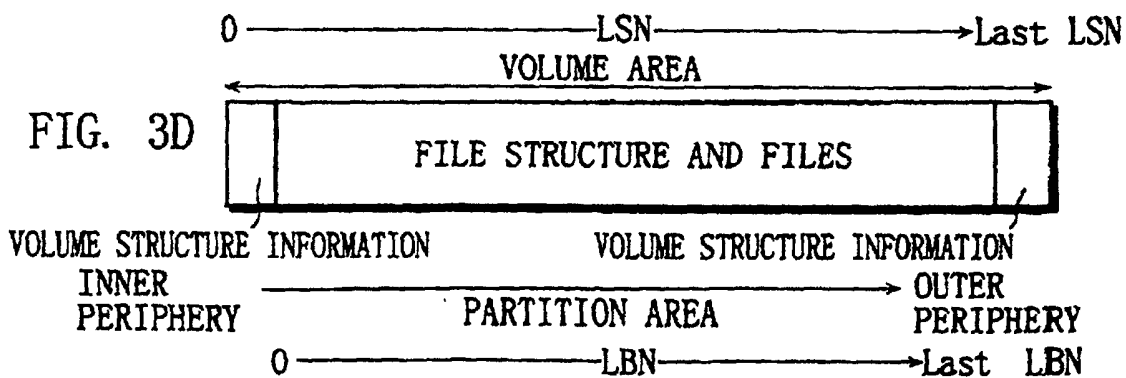 0 LSN Last LSN
VOLUME AREA
FIG. 3D
FILE STRUCTURE AND FILES
VOLUME STRUCTURE INFORMATION VOLUME STRUCTURE INFORMATION
INNER PERIPHERY
PARTITION AREA
OUTER PERIPHERY
0 LBN Last LBN